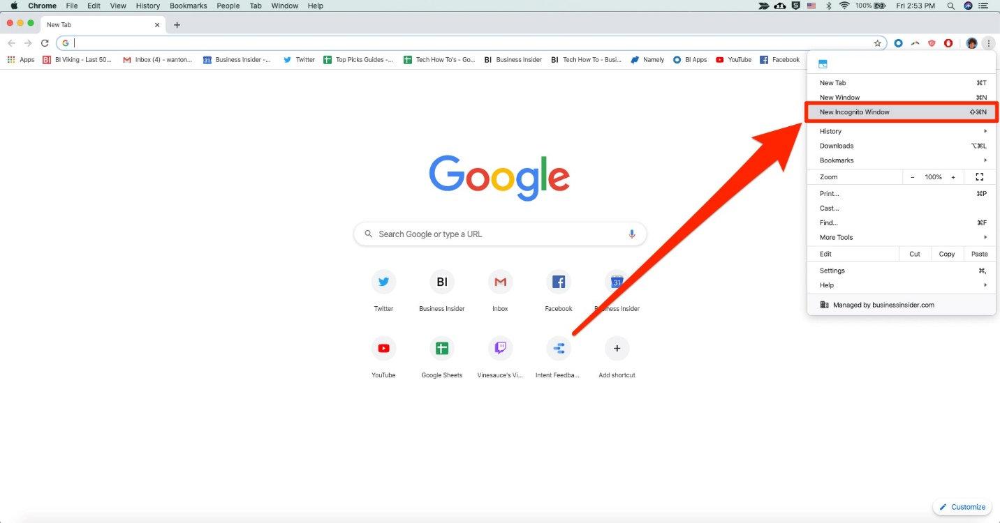 Chrome File Edit View History Bookmarks People Tab Window Help 100% Fri 2:53 PM
New Tab
Apps BI BI Viking - Last 50... Inbox (4) - wanton... 31 Business Insider -... Twitter Top Picks Guides -... Tech How To's - Go... BI Business Insider BI Tech How To - Busi... Namely BI Apps YouTube Facebook
New Tab ⌘T
New Window ⌘N
New Incognito Window ⇧⌘N
History
Downloads ⌥⌘L
Bookmarks
Zoom - 100% +
Print... ⌘P
Cast...
Find... ⌘F
More Tools
Edit Cut Copy Paste
Settings ⌘,
Help
Managed by businessinsider.com
Google
Search Google or type a URL
BI 31
Twitter Business Insider Inbox Facebook Business Insider
YouTube Google Sheets Vinesauce's Vi... Intent Feedba... Add shortcut
Customize